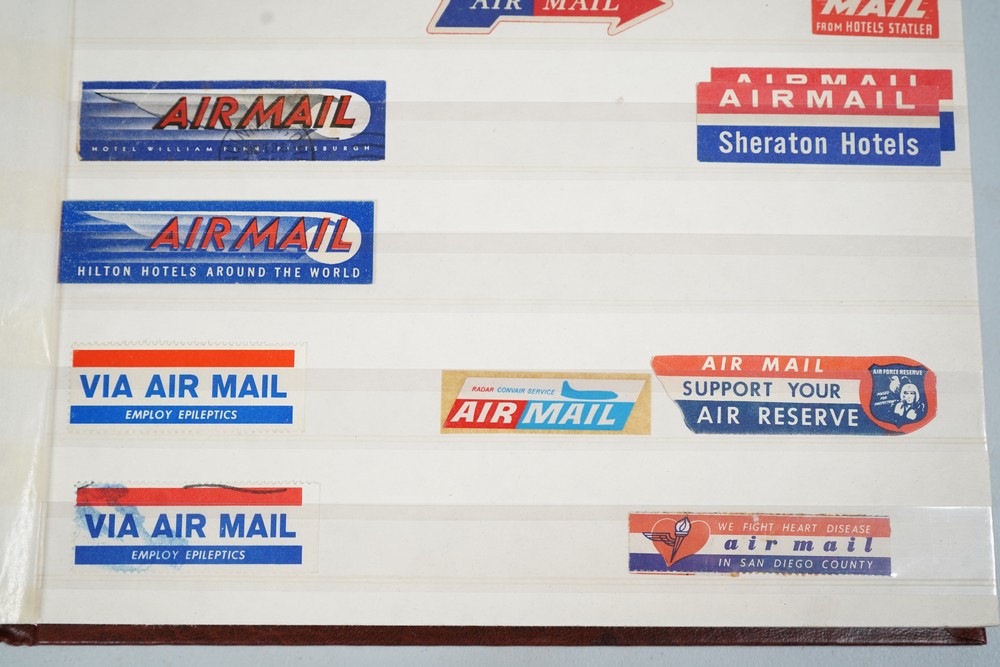 AIR MAIL
MAIL
FROM HOTELS STATLER
AIRMAIL
HOTEL WILLIAM PENN, PITTSBURGH
AIRMAIL
AIRMAIL
Sheraton Hotels
AIRMAIL
HILTON HOTELS AROUND THE WORLD
VIA AIR MAIL
EMPLOY EPILEPTICS
RADAR CONVAIR SERVICE
AIR MAIL
AIR MAIL
SUPPORT YOUR
AIR RESERVE
AIR FORCE RESERVE
VIA AIR MAIL
EMPLOY EPILEPTICS
WE FIGHT HEART DISEASE
air mail
IN SAN DIEGO COUNTY